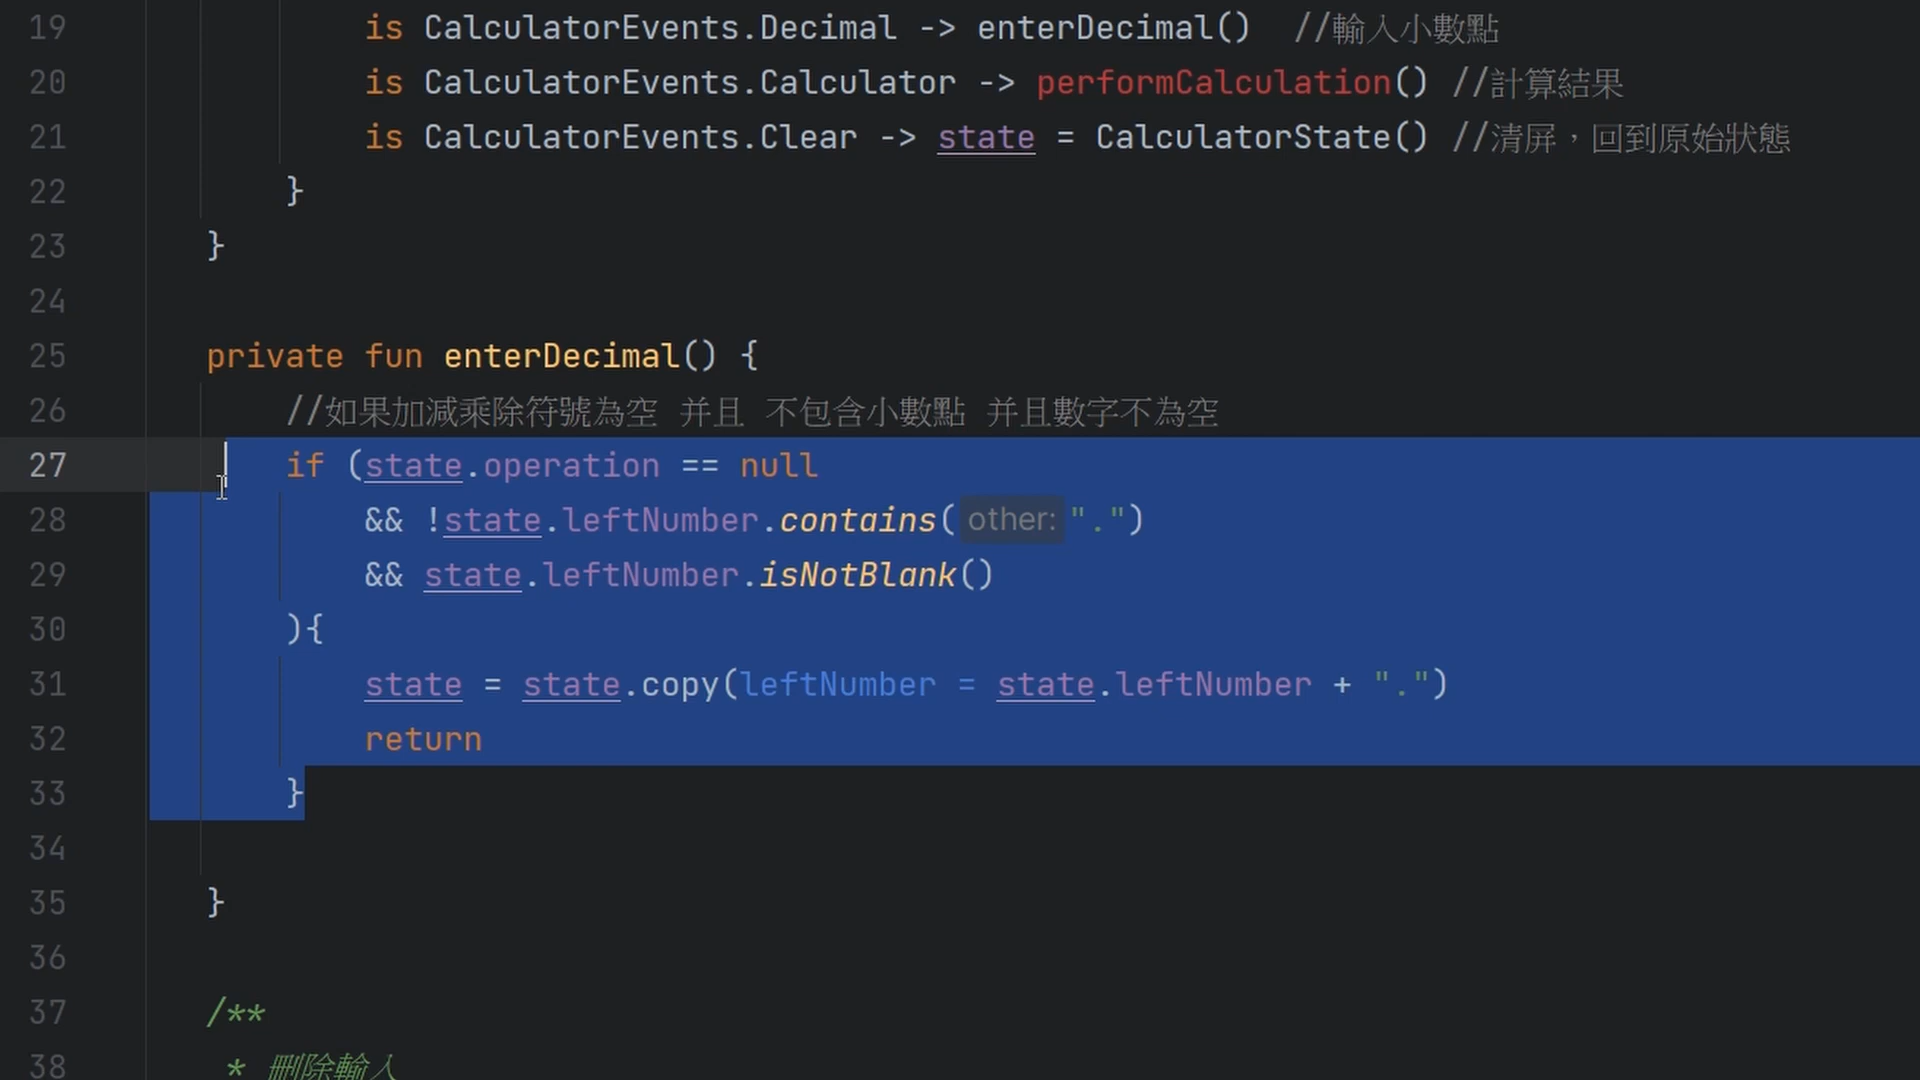 19 is CalculatorEvents.Decimal -> enterDecimal() //輸入小數點
20 is CalculatorEvents.Calculator -> performCalculation() //計算結果
21 is CalculatorEvents.Clear -> state = CalculatorState() //清屏，回到原始狀態
22 }
23 }
24
25 private fun enterDecimal() {
26 //如果加減乘除符號為空 并且 不包含小數點 并且數字不為空
27 if (state.operation == null
28 && !state.leftNumber.contains( other: ".")
29 && state.leftNumber.isNotBlank()
30 ){
31 state = state.copy(leftNumber = state.leftNumber + ".")
32 return
33 }
34
35 }
36
37 /**
38 * 刪除輸入